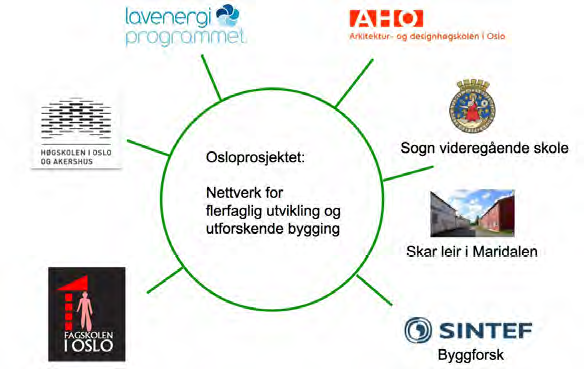 lavenergi
programmet
AHO
Arkitektur- og designhøgskolen i Oslo
HØGSKOLEN I OSLO
OG AKERSHUS
Osloprosjektet:
Nettverk for
flerfaglig utvikling og
utforskende bygging
Sogn videregående skole
Skar leir i Maridalen
FAGSKOLEN
I OSLO
SINTEF
Byggforsk